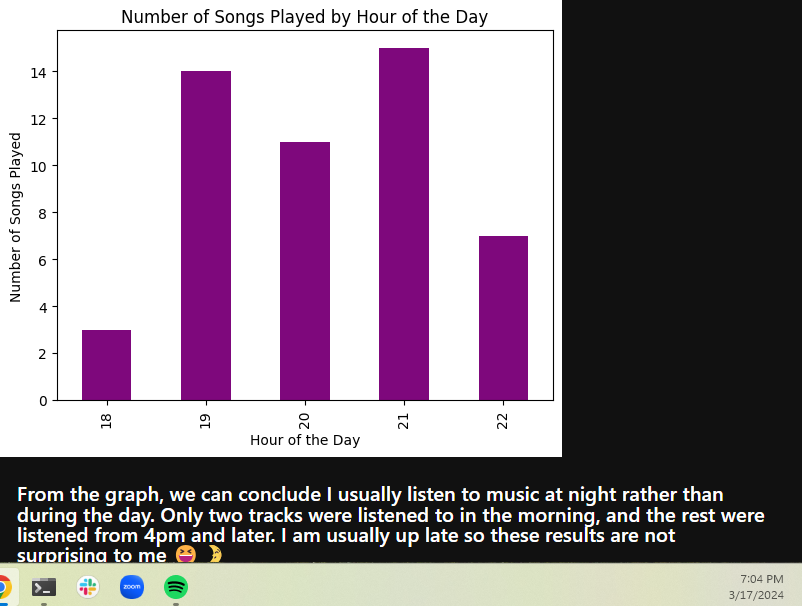 Number of Songs Played by Hour of the Day
Number of Songs Played
14
12
10
8
6
4
2
0
18 19 20 21 22
Hour of the Day
From the graph, we can conclude I usually listen to music at night rather than
during the day. Only two tracks were listened to in the morning, and the rest were
listened from 4pm and later. I am usually up late so these results are not
surprising to me 😝 🌛
zoom
7:04 PM
3/17/2024